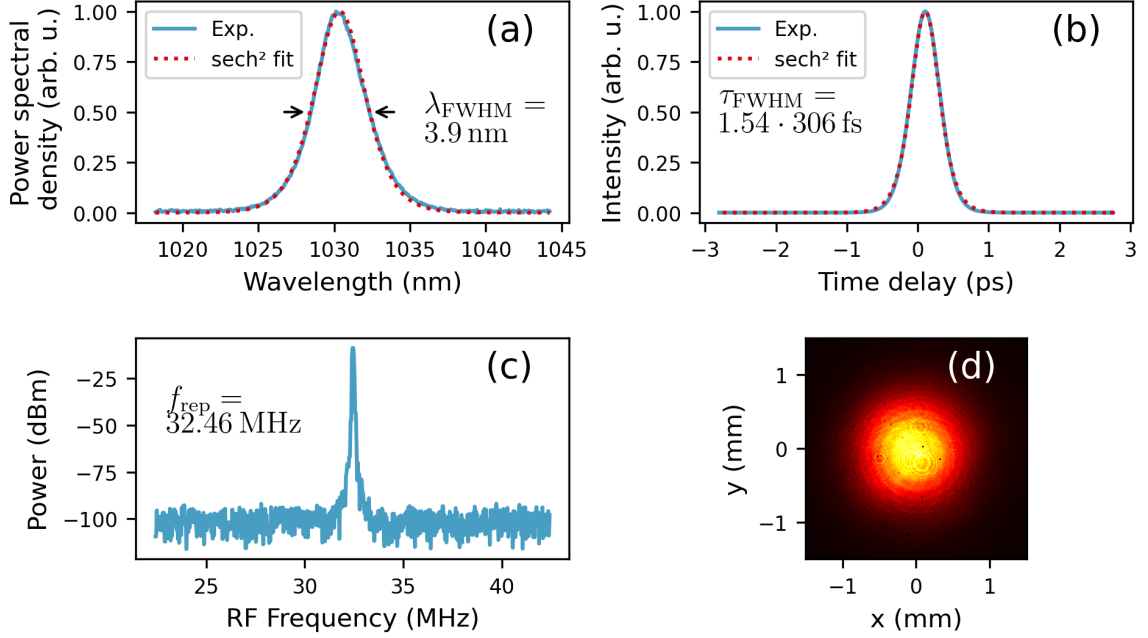 (a)
Exp.
sech² fit
λFWHM =
3.9 nm
1.00
0.75
0.50
0.25
0.00
Power spectral
density (arb. u.)
1020
1025
1030
1035
1040
1045
Wavelength (nm)
(b)
Exp.
sech² fit
τFWHM =
1.54 · 306 fs
1.00
0.75
0.50
0.25
0.00
Intensity (arb. u.)
−3
−2
−1
0
1
2
3
Time delay (ps)
(c)
frep =
32.46 MHz
−25
−50
−75
−100
Power (dBm)
25
30
35
40
RF Frequency (MHz)
(d)
1
0
−1
y (mm)
−1
0
1
x (mm)